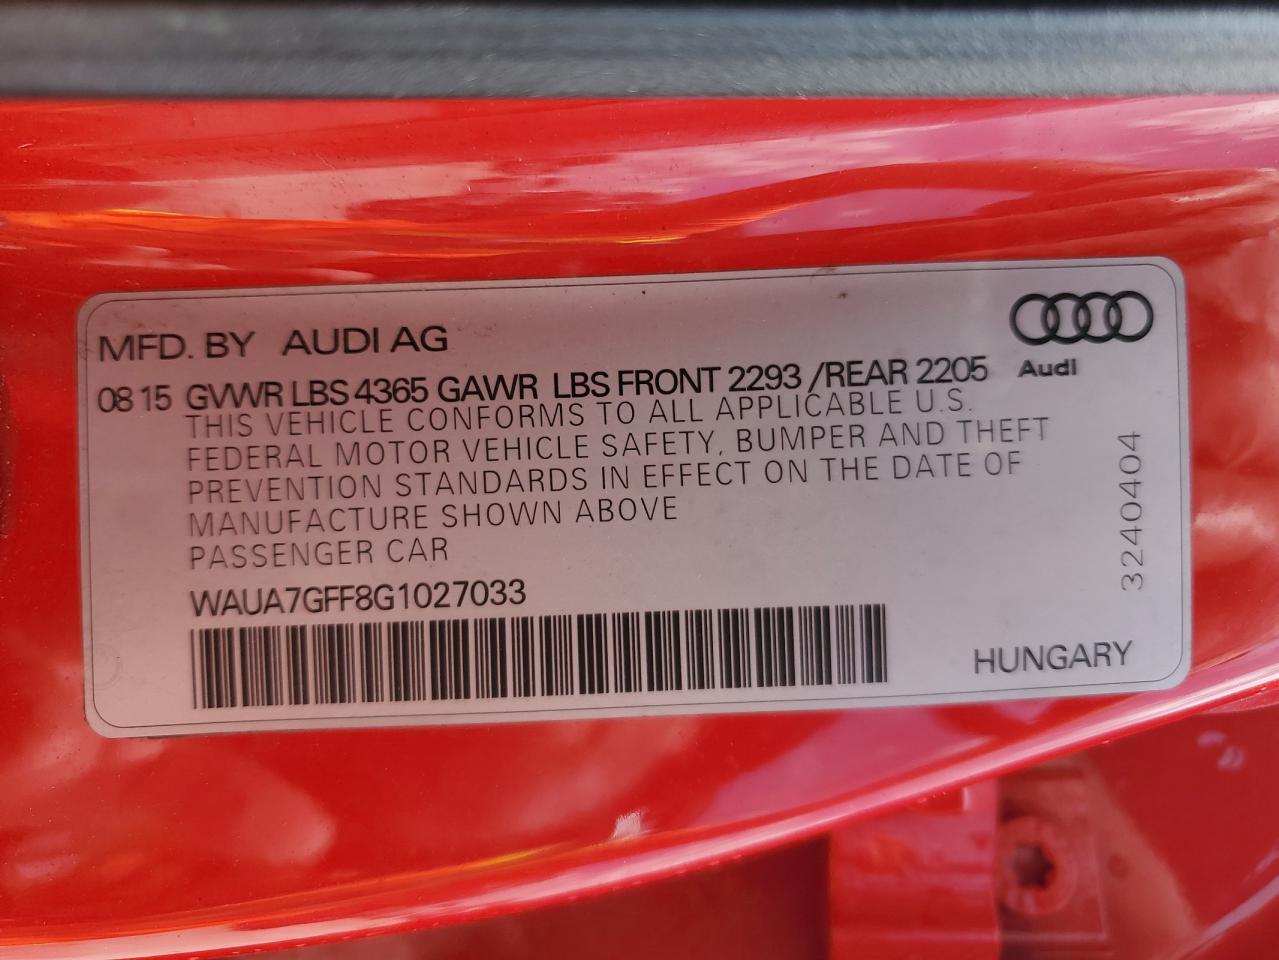 MFD. BY AUDI AG
Audi
08 15 GVWR LBS 4365 GAWR LBS FRONT 2293 /REAR 2205
THIS VEHICLE CONFORMS TO ALL APPLICABLE U.S.
FEDERAL MOTOR VEHICLE SAFETY, BUMPER AND THEFT
PREVENTION STANDARDS IN EFFECT ON THE DATE OF
MANUFACTURE SHOWN ABOVE
PASSENGER CAR
WAUA7GFF8G1027033
3240404
HUNGARY